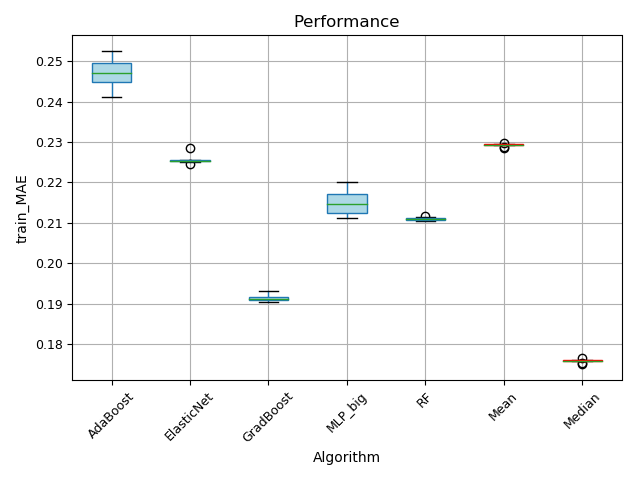 Performance
train_MAE
0.25
0.24
0.23
0.22
0.21
0.20
0.19
0.18
AdaBoost
ElasticNet
GradBoost
MLP_big
RF
Mean
Median
Algorithm